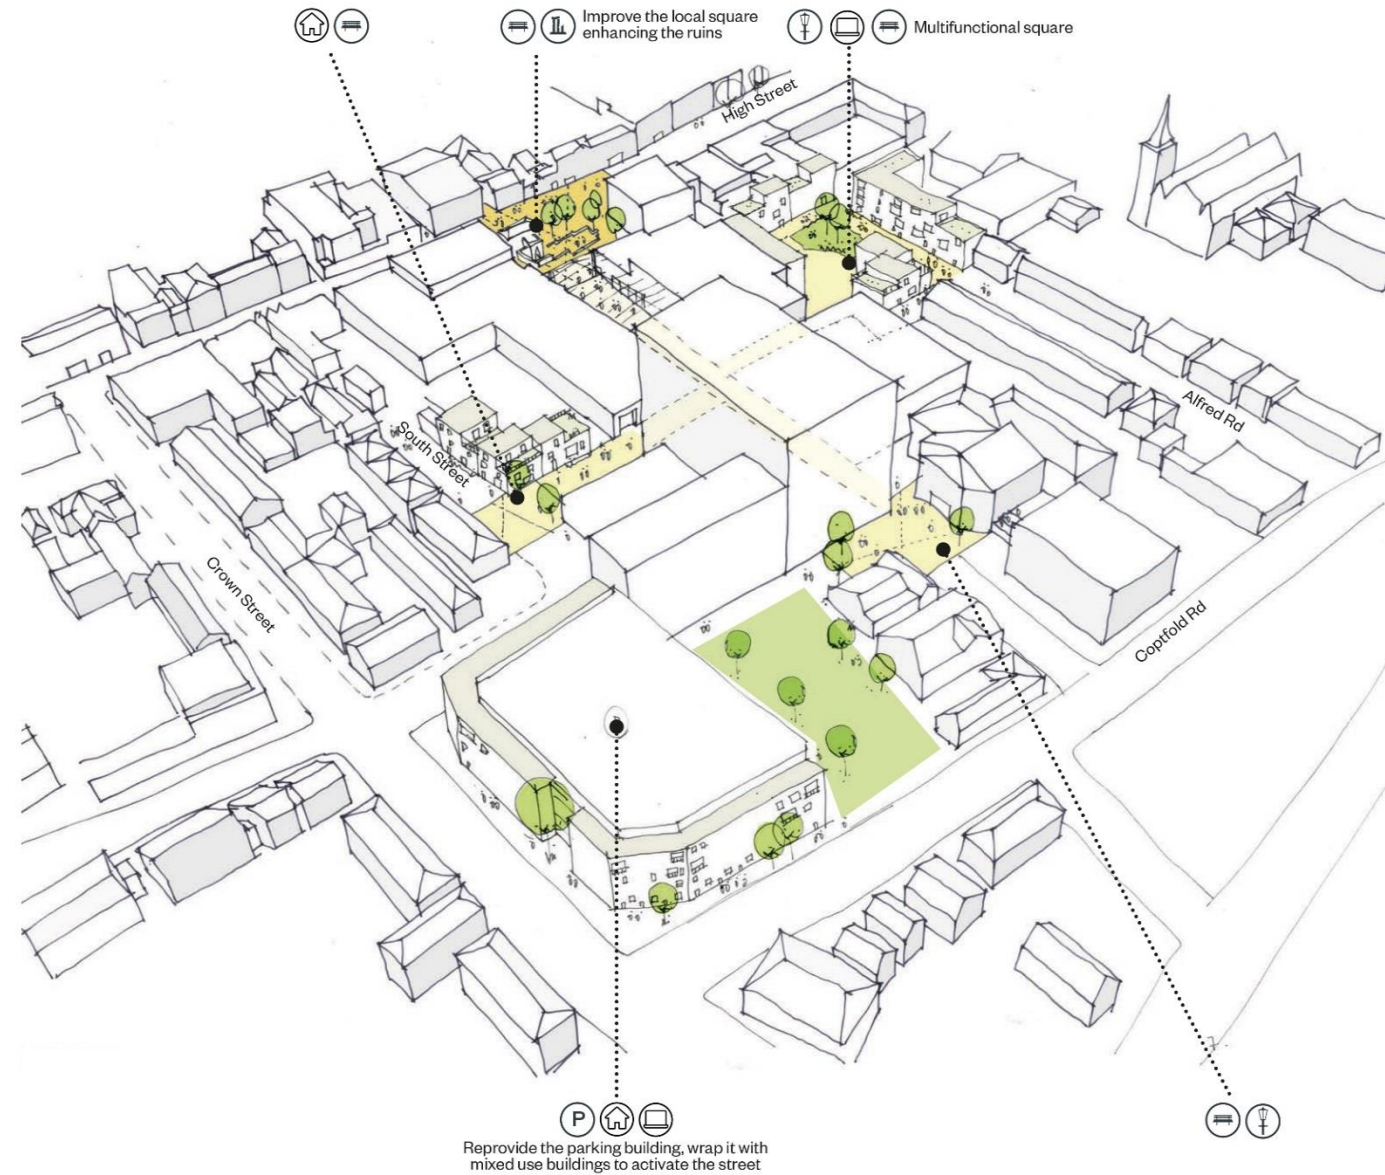 Improve the local square
enhancing the ruins
Multifunctional square
High Street
Alfred Rd
South Street
Crown Street
Coptfold Rd
P
Reprovide the parking building, wrap it with
mixed use buildings to activate the street